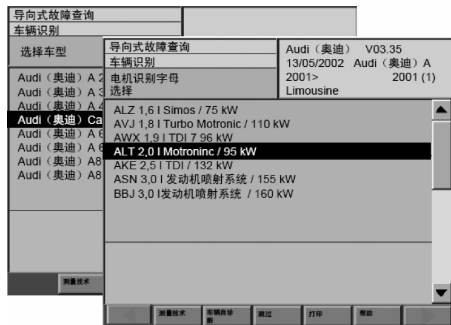 导向式故障查询
车辆识别
选择车型
Audi（奥迪）A 2
Audi（奥迪）A 3
Audi（奥迪）A 4
Audi（奥迪）Ca
Audi（奥迪）A 6
Audi（奥迪）A 6
Audi（奥迪）A8
Audi（奥迪）A8
测量技术
导向式故障查询
车辆识别
电机识别字母
选择
Audi（奥迪） V03.35
13/05/2002 Audi（奥迪）A
2001> 2001 (1)
Limousine
ALZ 1,6 l Simos / 75 kW
AVJ 1,8 l Turbo Motronic / 110 kW
AWX 1,9 l TDI 7 96 kW
ALT 2,0 l Motroninc / 95 kW
AKE 2,5 l TDI / 132 kW
ASN 3,0 l 发动机喷射系统 / 155 kW
BBJ 3,0 l发动机喷射系统 / 160 kW
测量技术 车辆自诊断 跳过 打印 帮助